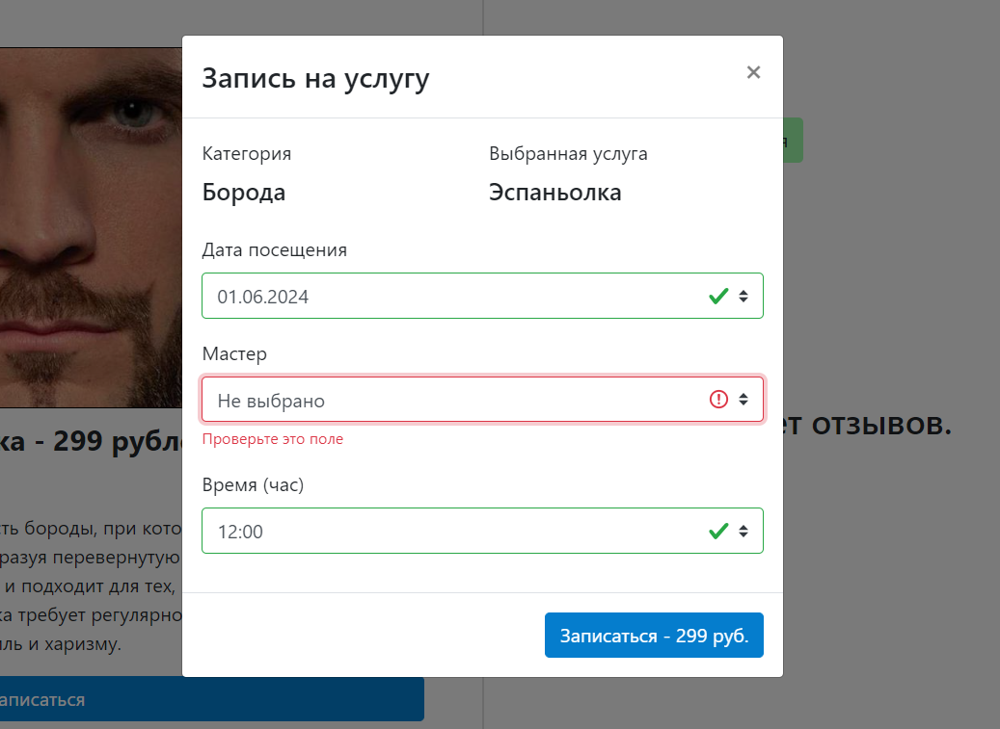 Запись на услугу
×
Категория
Выбранная услуга
Борода
Эспаньолка
Дата посещения
01.06.2024
Мастер
Не выбрано
Проверьте это поле
Время (час)
12:00
Записаться - 299 руб.
я
ка - 299 рубле
ет отзывов.
ть бороды, при кото
разуя перевернутую
и подходит для тех,
ка требует регулярно
ль и харизму.
аписаться